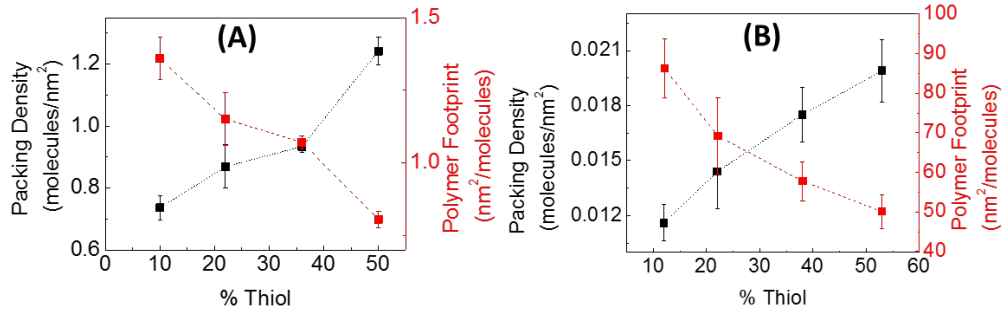 (A)
Packing Density
(molecules/nm²)
1.2
1.0
0.8
0.6
0
10
20
30
40
50
% Thiol
1.5
1.0
Polymer Footprint
(nm²/molecules)
(B)
Packing Density
(molecules/nm²)
0.021
0.018
0.015
0.012
10
20
30
40
50
60
% Thiol
100
90
80
70
60
50
40
Polymer Footprint
(nm²/molecules)